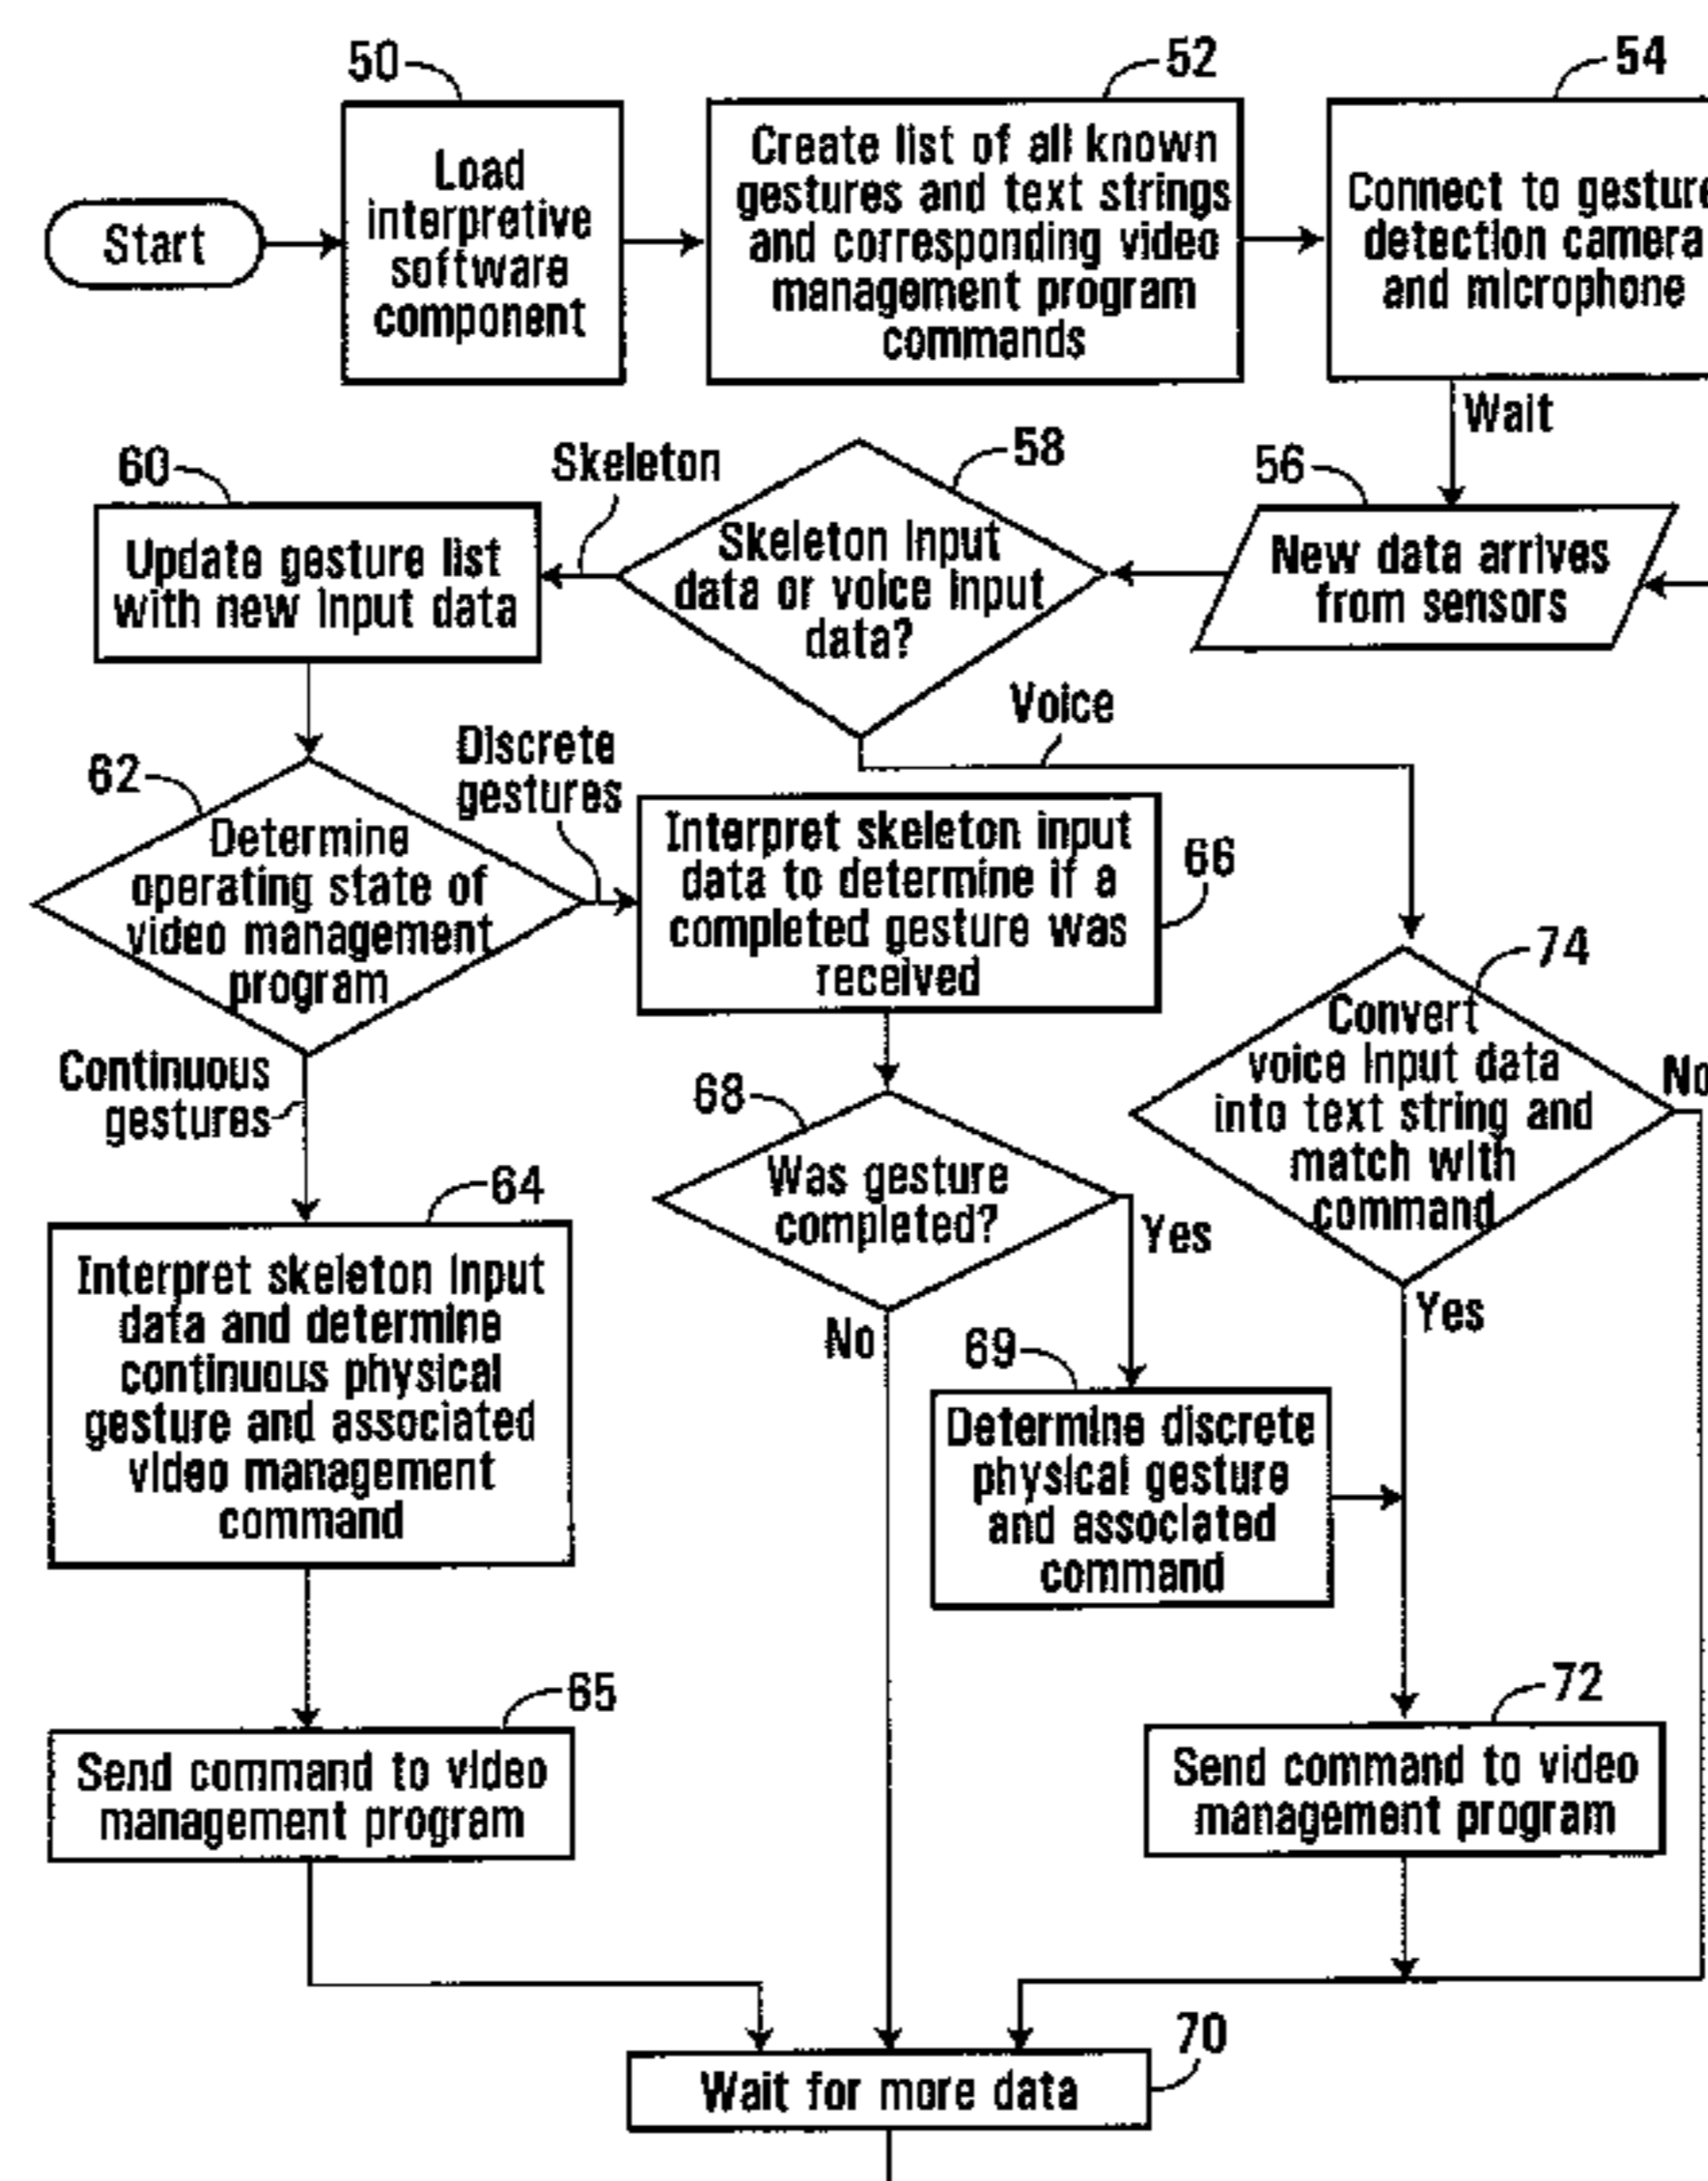 50
52
54
Start
Load
interpretive
software
component
Create list of all known
gestures and text strings
and corresponding video
management program
commands
Connect to gesture
detection camera
and microphone
Wait
60
Skeleton
58
56
Update gesture list
with new input data
Skeleton input
data or voice input
data?
New data arrives
from sensors
Voice
62
Discrete
gestures
Determine
operating state of
video management
program
Interpret skeleton input
data to determine if a
completed gesture was
received
66
74
Continuous
gestures
68
Convert
voice input data
into text string and
match with
command
No
64
Was gesture
completed?
Yes
Yes
No
69
Interpret skeleton input
data and determine
continuous physical
gesture and associated
video management
command
Determine discrete
physical gesture
and associated
command
65
72
Send command to video
management program
Send command to video
management program
70
Wait for more data